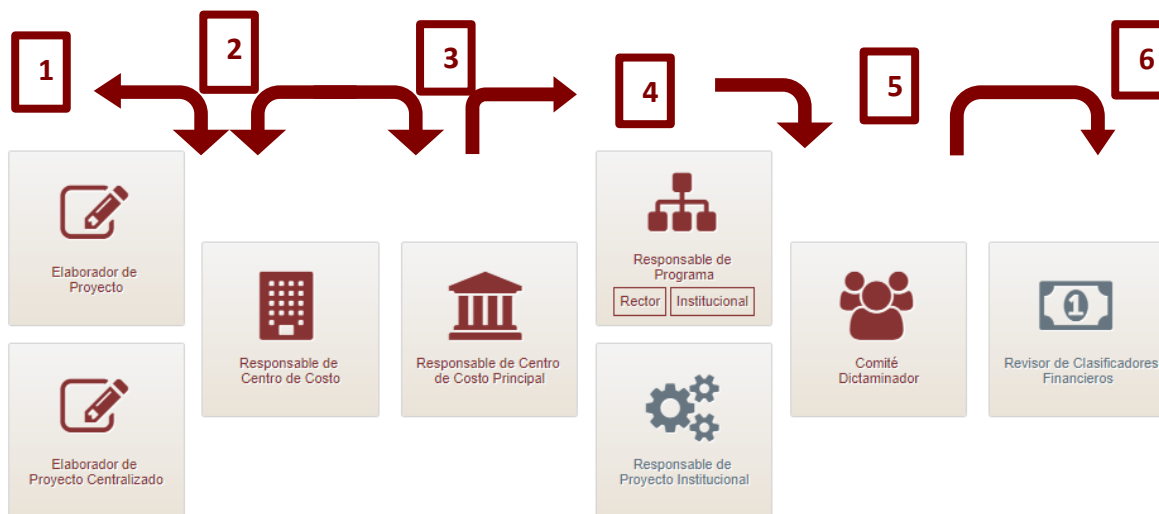 1
2
3
4
5
6
Elaborador de
Proyecto
Elaborador de
Proyecto Centralizado
Responsable de
Centro de Costo
Responsable de Centro
de Costo Principal
Responsable de
Programa
Rector Institucional
Responsable de
Proyecto Institucional
Comité
Dictaminador
1
Revisor de Clasificadores
Financieros